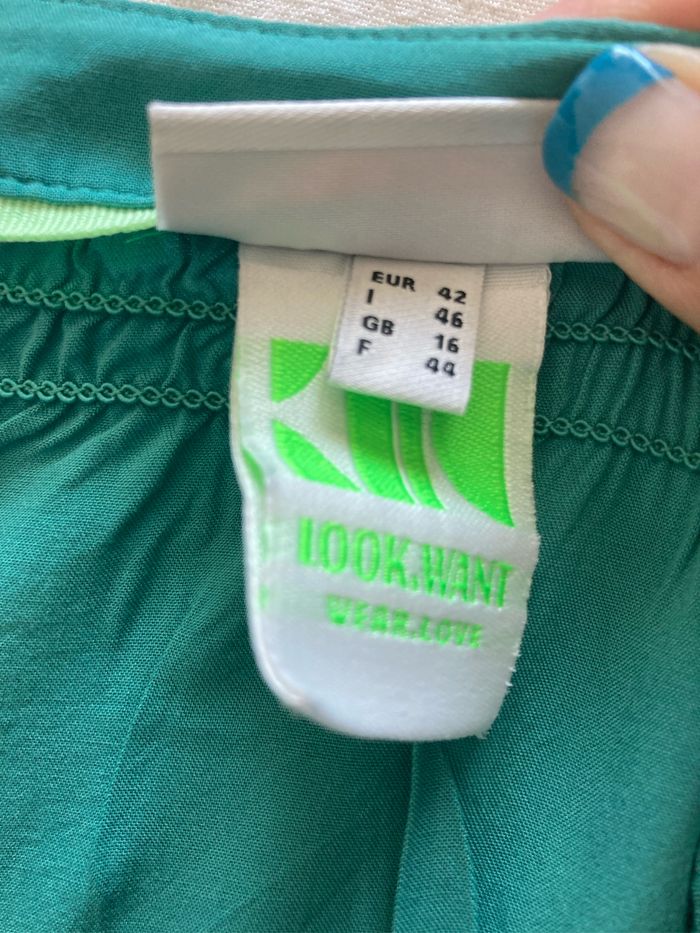 EUR 42
I 46
GB 16
F 44
LOOK.WANT
WEAR.LOVE